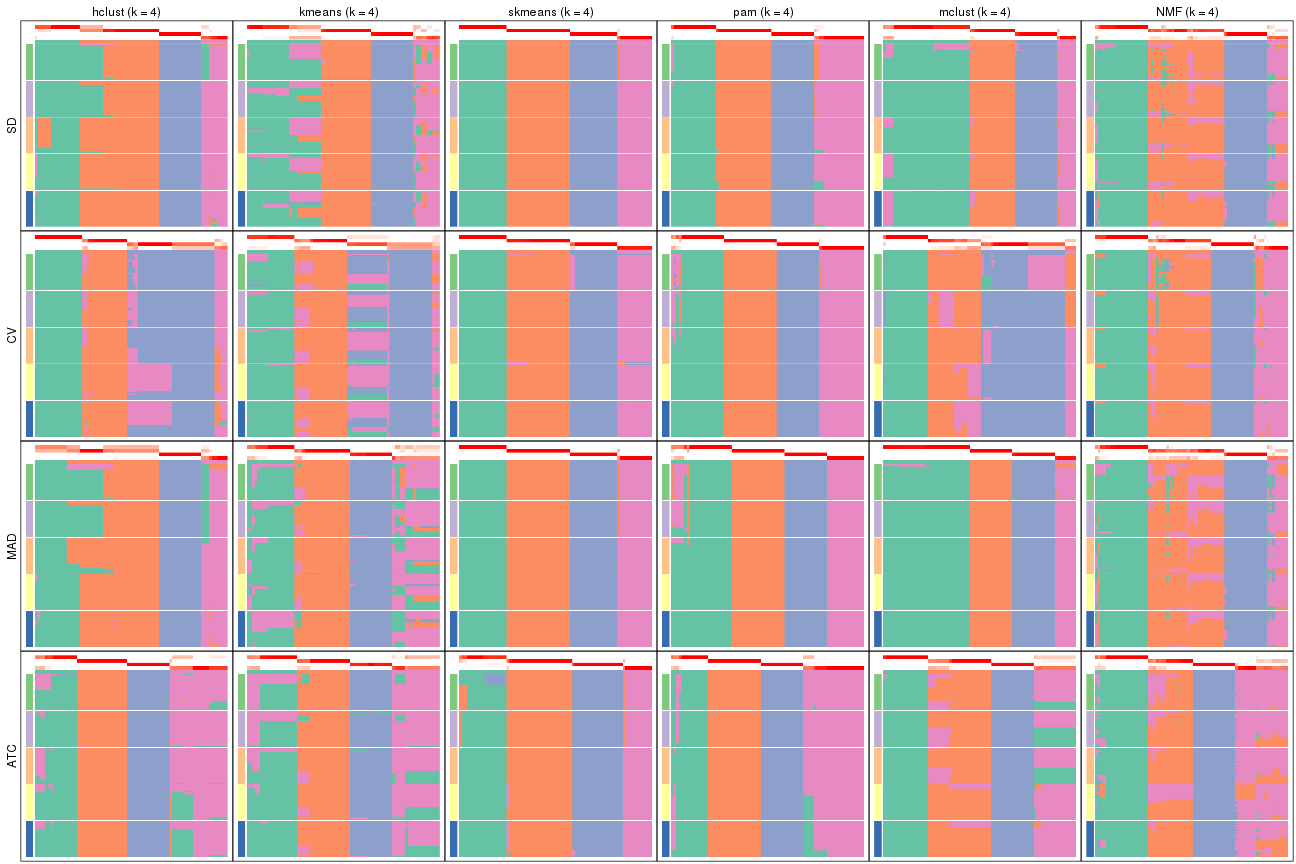 hclust (k = 4) kmeans (k = 4) skmeans (k = 4) pam (k = 4) mclust (k = 4) NMF (k = 4)
SD
CV
MAD
ATC